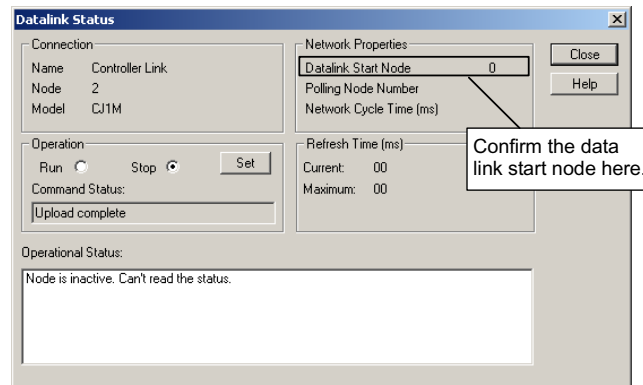 Datalink Status
Connection
Name Controller Link
Node 2
Model CJ1M
Network Properties
Datalink Start Node 0
Polling Node Number
Network Cycle Time (ms)
Close
Help
Operation
Run Stop Set
Command Status:
Upload complete
Refresh Time (ms)
Current: 00
Maximum: 00
Confirm the data
link start node here.
Operational Status:
Node is inactive. Can't read the status.